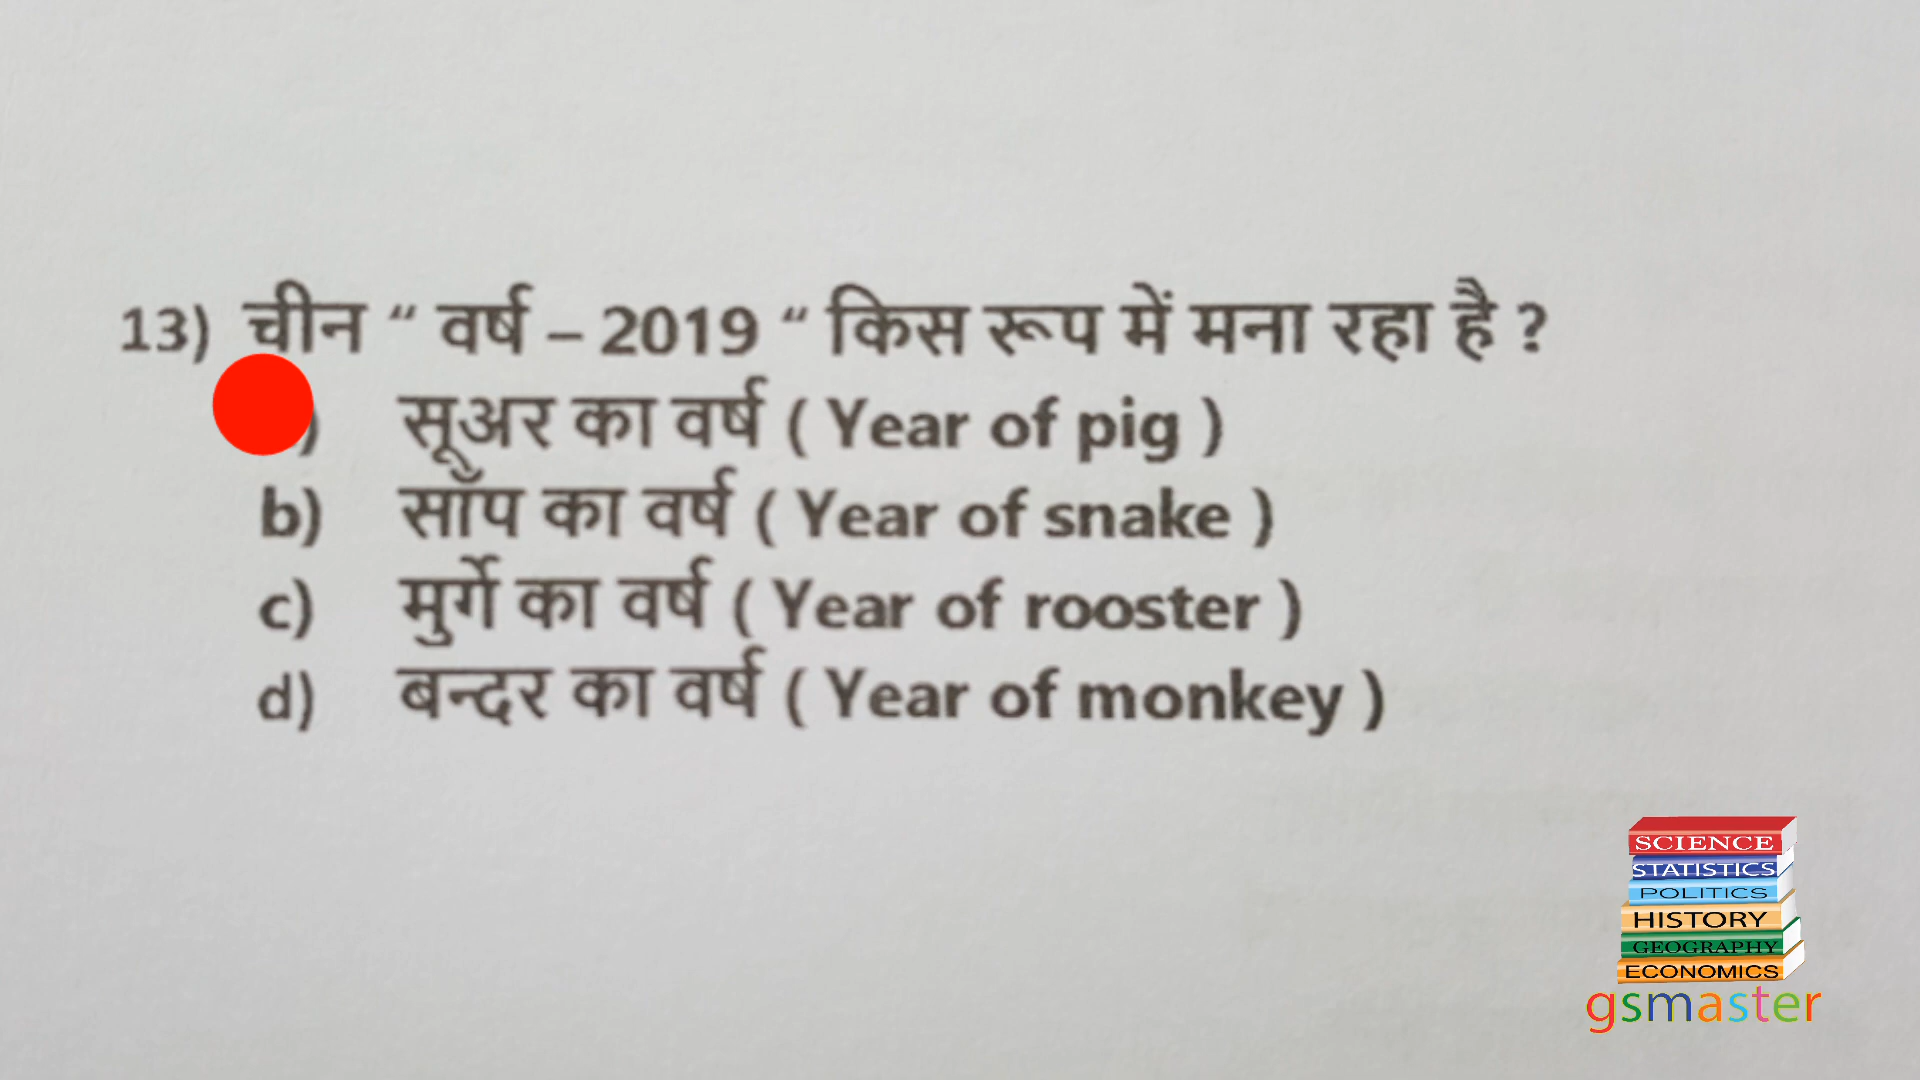 13) चीन “ वर्ष – 2019 “ किस रूप में मना रहा है ?
) सूअर का वर्ष ( Year of pig )
b) साँप का वर्ष ( Year of snake )
c) मुर्गे का वर्ष ( Year of rooster )
d) बन्दर का वर्ष ( Year of monkey )
SCIENCE
STATISTICS
POLITICS
HISTORY
GEOGRAPHY
ECONOMICS
gsmaster